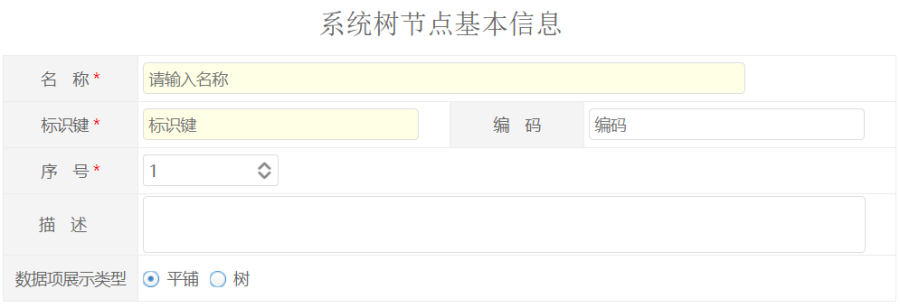 系统树节点基本信息
名 称 * 请输入名称
标识键 * 标识键 编 码 编码
序 号 * 1
描 述
数据项展示类型 平铺 树